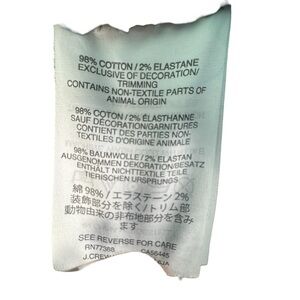 98% COTTON / 2% ELASTANE
EXCLUSIVE OF DECORATION/
TRIMMING
CONTAINS NON-TEXTILE PARTS OF
ANIMAL ORIGIN
98% COTON / 2% ÉLASTHANNE
SAUF DÉCORATION/GARNITURES
CONTIENT DES PARTIES NON-
TEXTILES D'ORIGINE ANIMALE
98% BAUMWOLLE / 2% ELASTAN
AUSGENOMMEN DEKORATION/BESATZ
ENTHÄLT NICHTTEXTILE TEILE
TIERISCHEN URSPRUNGS
綿 98% / エラステーン 2%
装飾部分を除く/トリム部
動物由来の非布地部分を含み
ます
SEE REVERSE FOR CARE
RN77388 CA56445
J.CREW